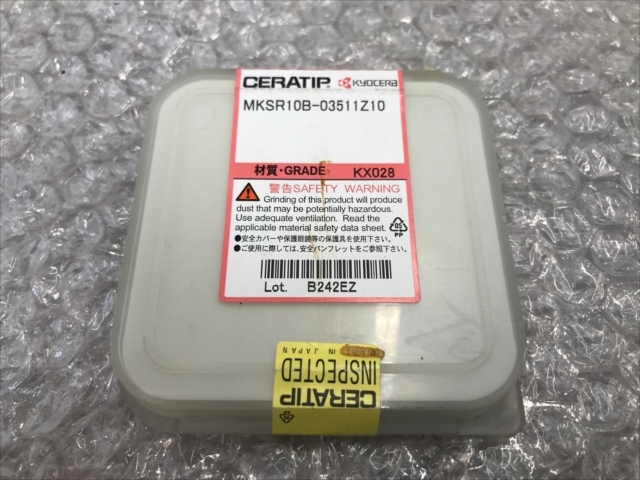 CERATIP KYOCERA
MKSR10B-03511Z10
材質・GRADE KX028
警告SAFETY WARNING
Grinding of this product will produce
dust that may be potentially hazardous.
Use adequate ventilation. Read the
applicable material safety data sheet.
PP
●安全カバーや保護眼鏡等の保護具を使用下さい。
●ご使用に際しては、安全パンフレットをご参照下さい。
Lot. B242EZ
CERATIP
INSPECTED
IN JAPAN